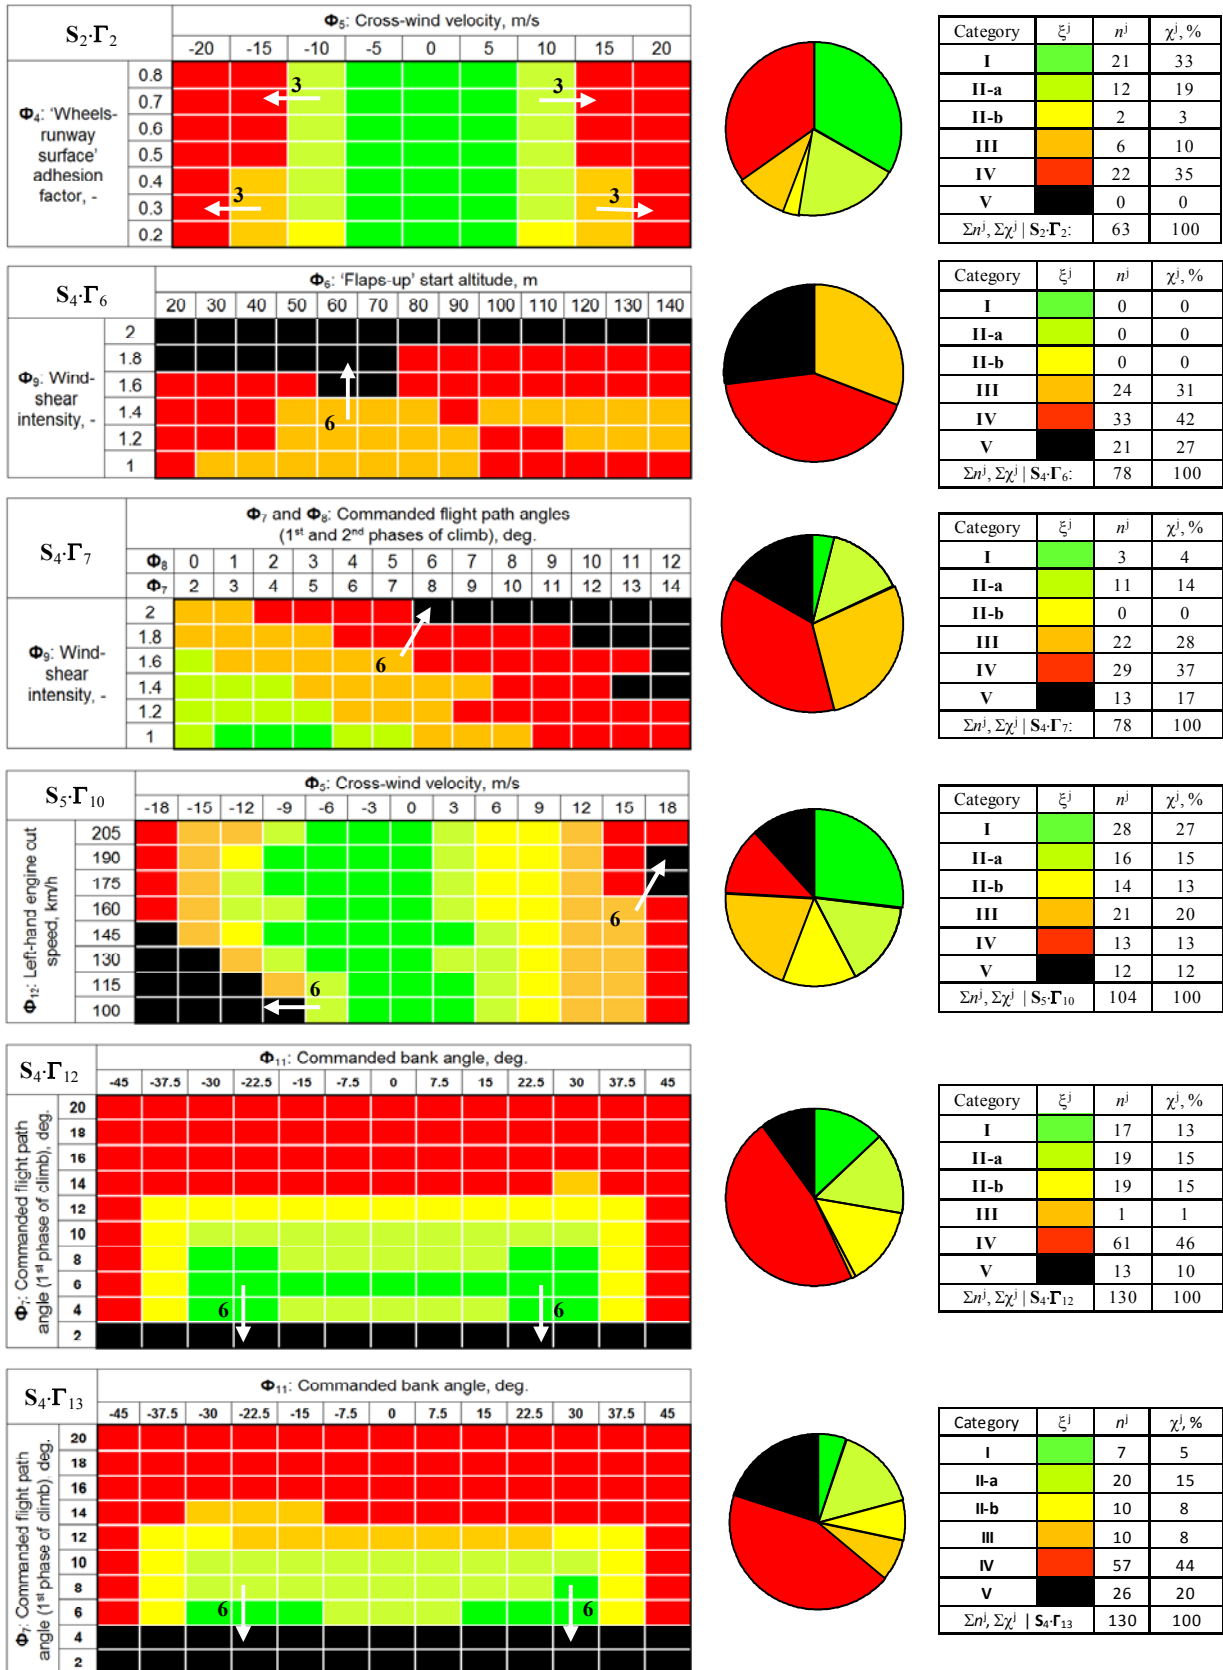 S₂·Γ₂
Φ₅: Cross-wind velocity, m/s
-20 -15 -10 -5 0 5 10 15 20
Φ₄: 'Wheels-
runway
surface'
adhesion
factor, -
0.8
0.7
0.6
0.5
0.4
0.3
0.2
3
3
3
3
Category ξʲ nʲ χʲ, %
I 21 33
II-a 12 19
II-b 2 3
III 6 10
IV 22 35
V 0 0
Σnʲ, Σχʲ | S₂·Γ₂: 63 100
S₄·Γ₆
Φ₆: 'Flaps-up' start altitude, m
20 30 40 50 60 70 80 90 100 110 120 130 140
Φ₉: Wind-
shear
intensity, -
2
1.8
1.6
1.4
1.2
1
6
Category ξʲ nʲ χʲ, %
I 0 0
II-a 0 0
II-b 0 0
III 24 31
IV 33 42
V 21 27
Σnʲ, Σχʲ | S₄·Γ₆: 78 100
S₄·Γ₇
Φ₇ and Φ₈: Commanded flight path angles
(1st and 2nd phases of climb), deg.
Φ₈ 0 1 2 3 4 5 6 7 8 9 10 11 12
Φ₇ 2 3 4 5 6 7 8 9 10 11 12 13 14
Φ₉: Wind-
shear
intensity, -
2
1.8
1.6
1.4
1.2
1
6
Category ξʲ nʲ χʲ, %
I 3 4
II-a 11 14
II-b 0 0
III 22 28
IV 29 37
V 13 17
Σnʲ, Σχʲ | S₄·Γ₇: 78 100
S₅·Γ₁₀
Φ₅: Cross-wind velocity, m/s
-18 -15 -12 -9 -6 -3 0 3 6 9 12 15 18
Φ₁₂: Left-hand engine out
speed, km/h
205
190
175
160
145
130
115
100
6
6
Category ξʲ nʲ χʲ, %
I 28 27
II-a 16 15
II-b 14 13
III 21 20
IV 13 13
V 12 12
Σnʲ, Σχʲ | S₅·Γ₁₀ 104 100
S₄·Γ₁₂
Φ₁₁: Commanded bank angle, deg.
-45 -37.5 -30 -22.5 -15 -7.5 0 7.5 15 22.5 30 37.5 45
Φ₇: Commanded flight path
angle (1st phase of climb), deg.
20
18
16
14
12
10
8
6
4
2
6
6
Category ξʲ nʲ χʲ, %
I 17 13
II-a 19 15
II-b 19 15
III 1 1
IV 61 46
V 13 10
Σnʲ, Σχʲ | S₄·Γ₁₂ 130 100
S₄·Γ₁₃
Φ₁₁: Commanded bank angle, deg.
-45 -37.5 -30 -22.5 -15 -7.5 0 7.5 15 22.5 30 37.5 45
Φ₇: Commanded flight path
angle (1st phase of climb), deg.
20
18
16
14
12
10
8
6
4
2
6
6
Category ξʲ nʲ χʲ, %
I 7 5
II-a 20 15
II-b 10 8
III 10 8
IV 57 44
V 26 20
Σnʲ, Σχʲ | S₄·Γ₁₃ 130 100